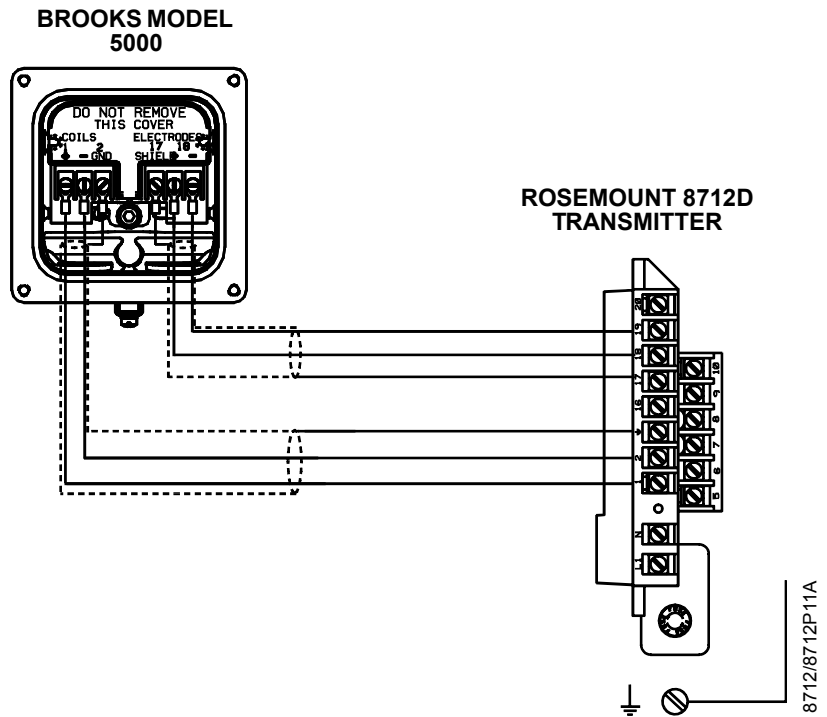 BROOKS MODEL
5000
DO NOT REMOVE
THIS COVER
COILS
ELECTRODES
1 2 17 18
+ - GND SHIELD + -
ROSEMOUNT 8712D
TRANSMITTER
20
19
18
17
16
2
1
N
L1
10
9
8
7
6
5
8712/8712P11A